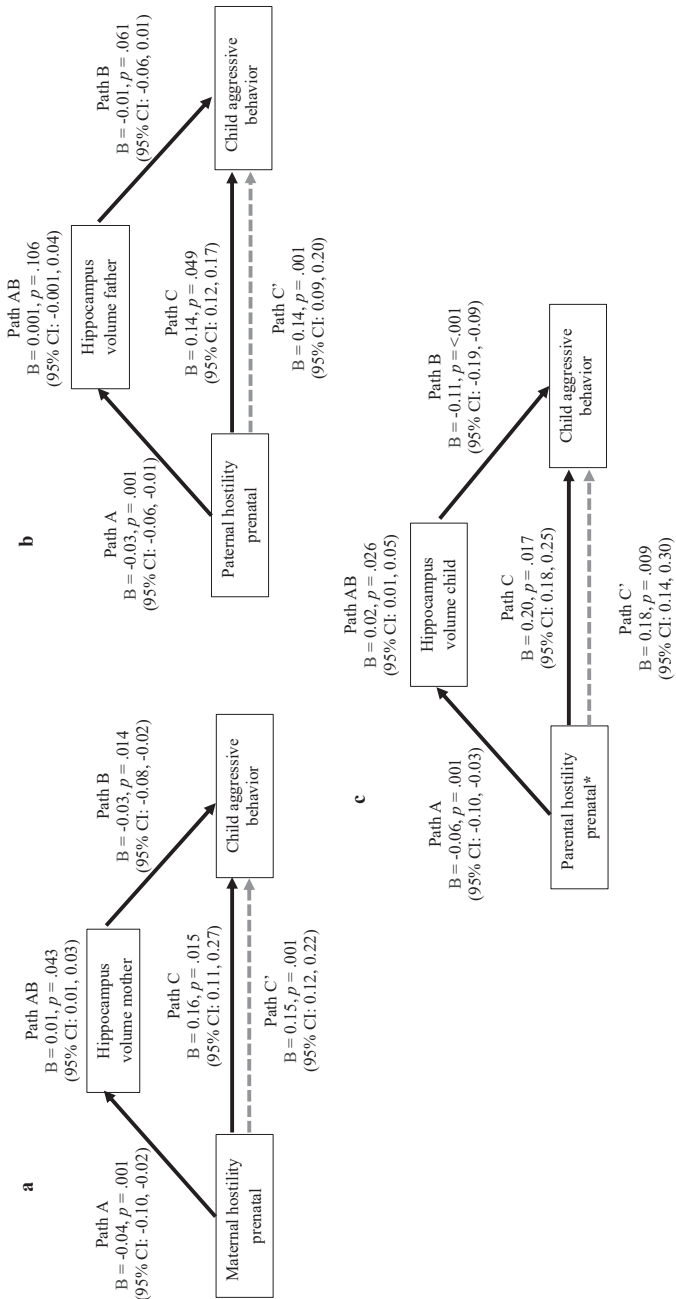 a
Path AB
B = 0.01, p = .043
(95% CI: 0.01, 0.03)
Hippocampus
volume mother
Path A
B = -0.04, p = .001
(95% CI: -0.10, -0.02)
Path B
B = -0.03, p = .014
(95% CI: -0.08, -0.02)
Path C
B = 0.16, p = .015
(95% CI: 0.11, 0.27)
Maternal hostility
prenatal
Child aggressive
behavior
Path C'
B = 0.15, p = .001
(95% CI: 0.12, 0.22)
b
Path AB
B = 0.001, p = .106
(95% CI: -0.001, 0.04)
Hippocampus
volume father
Path A
B = -0.03, p = .001
(95% CI: -0.06, -0.01)
Path B
B = -0.01, p = .061
(95% CI: -0.06, 0.01)
Path C
B = 0.14, p = .049
(95% CI: 0.12, 0.17)
Paternal hostility
prenatal
Child aggressive
behavior
Path C'
B = 0.14, p = .001
(95% CI: 0.09, 0.20)
c
Path AB
B = 0.02, p = .026
(95% CI: 0.01, 0.05)
Hippocampus
volume child
Path A
B = -0.06, p = .001
(95% CI: -0.10, -0.03)
Path B
B = -0.11, p = <.001
(95% CI: -0.19, -0.09)
Path C
B = 0.20, p = .017
(95% CI: 0.18, 0.25)
Parental hostility
prenatal*
Child aggressive
behavior
Path C'
B = 0.18, p = .009
(95% CI: 0.14, 0.30)